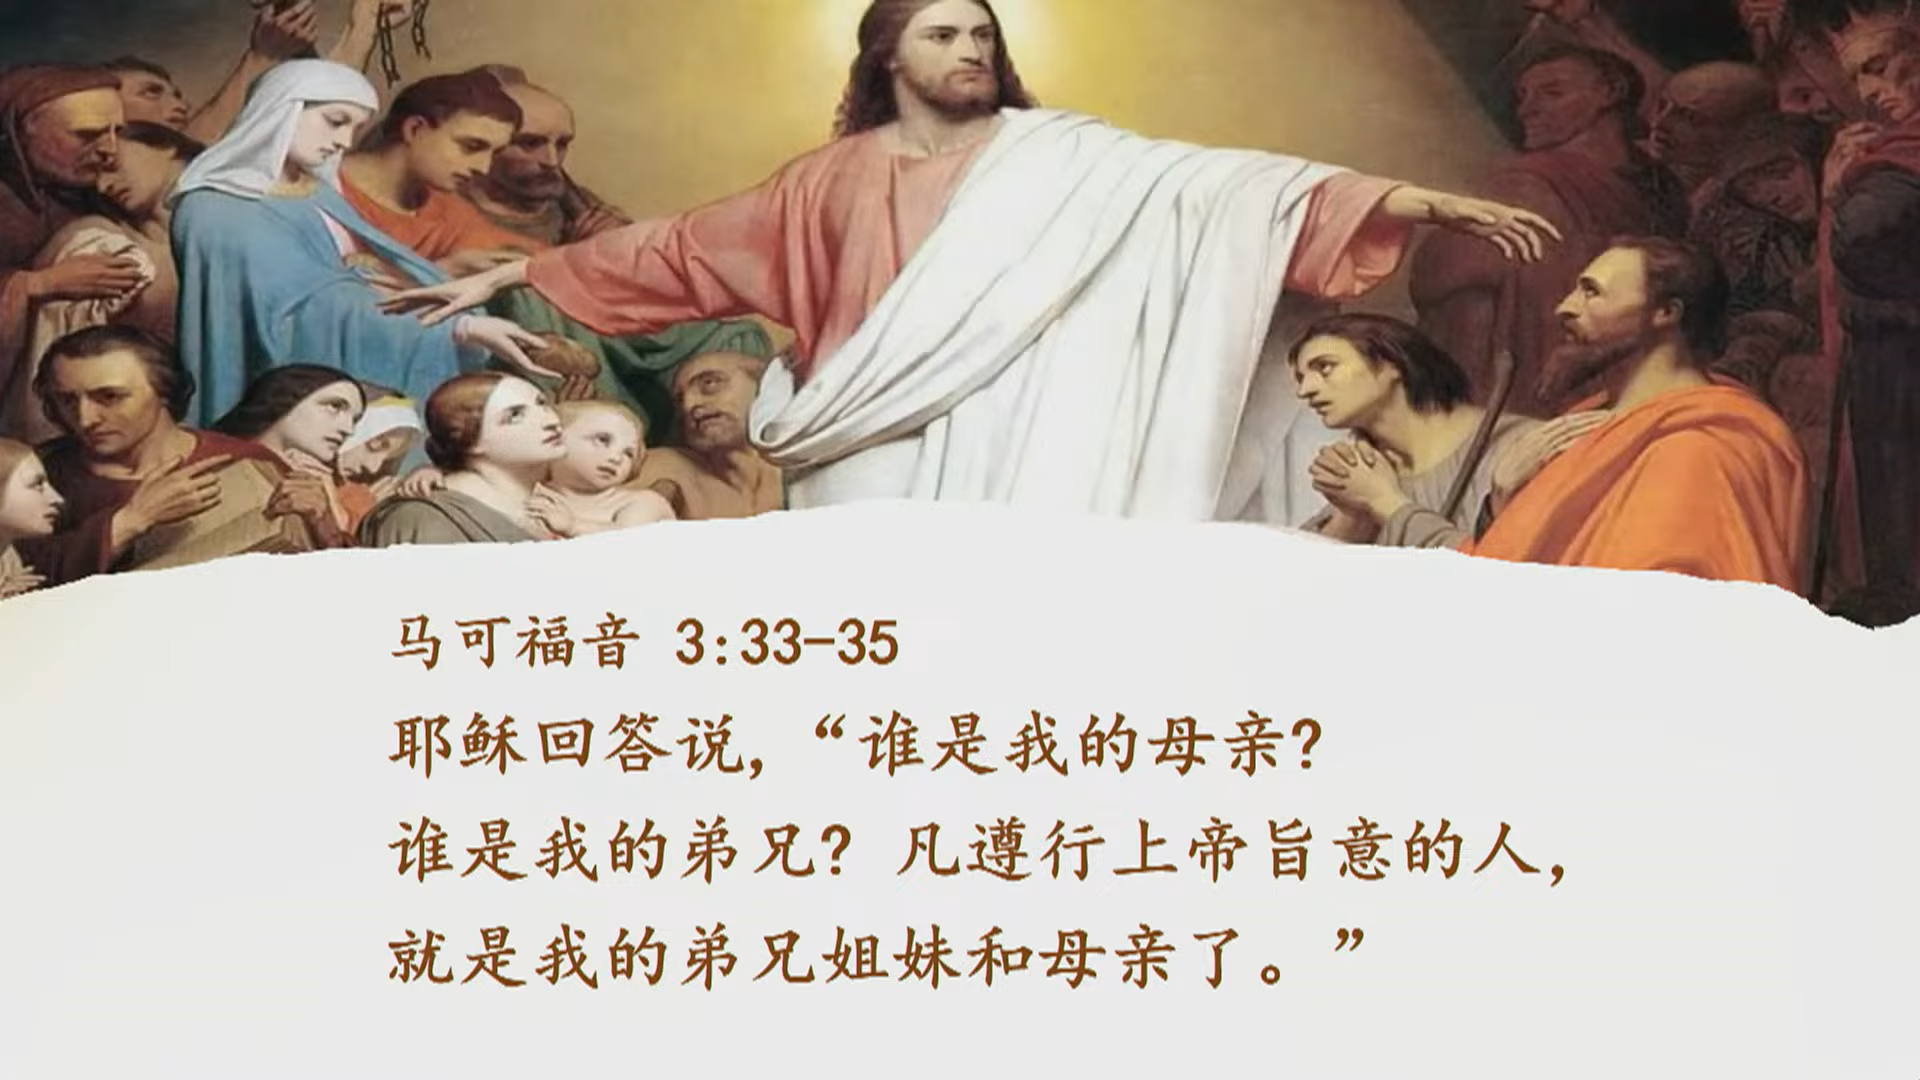 马可福音 3:33-35
耶稣回答说,“谁是我的母亲?
谁是我的弟兄? 凡遵行上帝旨意的人,
就是我的弟兄姐妹和母亲了。”